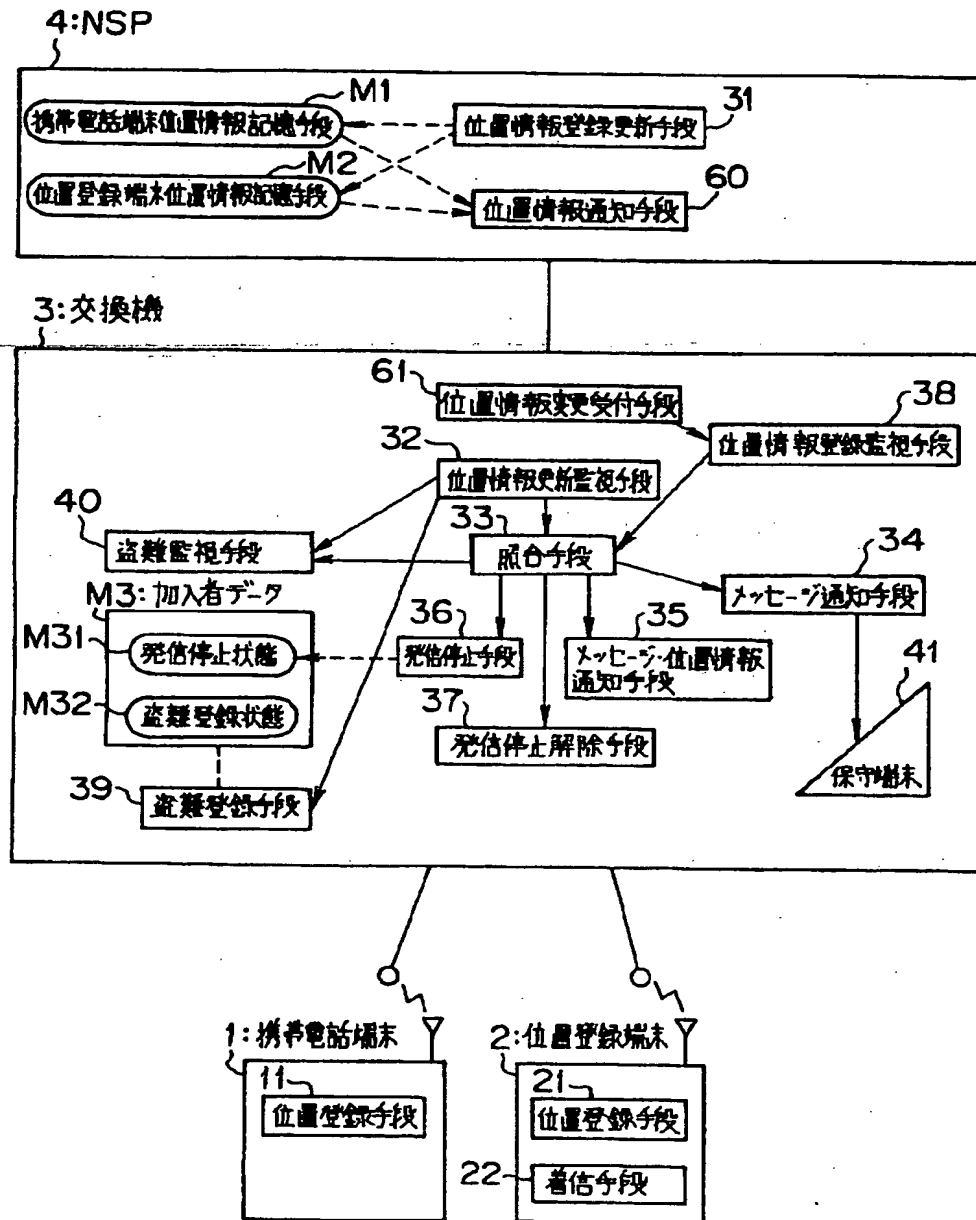 4:NSP
M1
携帯電話端末位置情報記憶手段
31
位置情報登録更新手段
M2
位置登録端末位置情報記憶手段
60
位置情報通知手段
3:交換機
61
位置情報変更受付手段
38
位置情報登録監視手段
32
位置情報更新監視手段
40
盗難監視手段
33
照合手段
34
メッセージ通知手段
M3:加入者データ
M31
発信停止状態
36
発信停止手段
35
メッセージ・位置情報
通知手段
41
保守端末
M32
盗難登録状態
37
発信停止解除手段
39
盗難登録手段
1:携帯電話端末
11
位置登録手段
2:位置登録端末
21
位置登録手段
22
着信手段